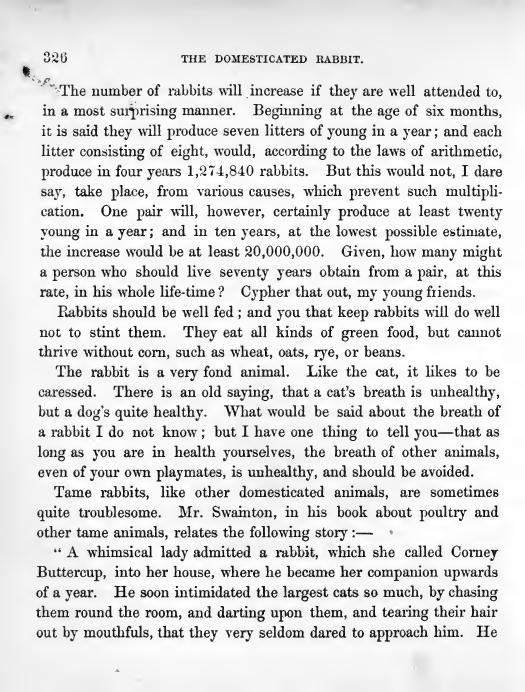 326 THE DOMESTICATED RABBIT.
The number of rabbits will increase if they are well attended to,
in a most surprising manner. Beginning at the age of six months,
it is said they will produce seven litters of young in a year; and each
litter consisting of eight, would, according to the laws of arithmetic,
produce in four years 1,274,840 rabbits. But this would not, I dare
say, take place, from various causes, which prevent such multipli-
cation. One pair will, however, certainly produce at least twenty
young in a year; and in ten years, at the lowest possible estimate,
the increase would be at least 20,000,000. Given, how many might
a person who should live seventy years obtain from a pair, at this
rate, in his whole life-time? Cypher that out, my young friends.
Rabbits should be well fed; and you that keep rabbits will do well
not to stint them. They eat all kinds of green food, but cannot
thrive without corn, such as wheat, oats, rye, or beans.
The rabbit is a very fond animal. Like the cat, it likes to be
caressed. There is an old saying, that a cat's breath is unhealthy,
but a dog's quite healthy. What would be said about the breath of
a rabbit I do not know; but I have one thing to tell you—that as
long as you are in health yourselves, the breath of other animals,
even of your own playmates, is unhealthy, and should be avoided.
Tame rabbits, like other domesticated animals, are sometimes
quite troublesome. Mr. Swainton, in his book about poultry and
other tame animals, relates the following story:—
" A whimsical lady admitted a rabbit, which she called Corney
Buttercup, into her house, where he became her companion upwards
of a year. He soon intimidated the largest cats so much, by chasing
them round the room, and darting upon them, and tearing their hair
out by mouthfuls, that they very seldom dared to approach him. He